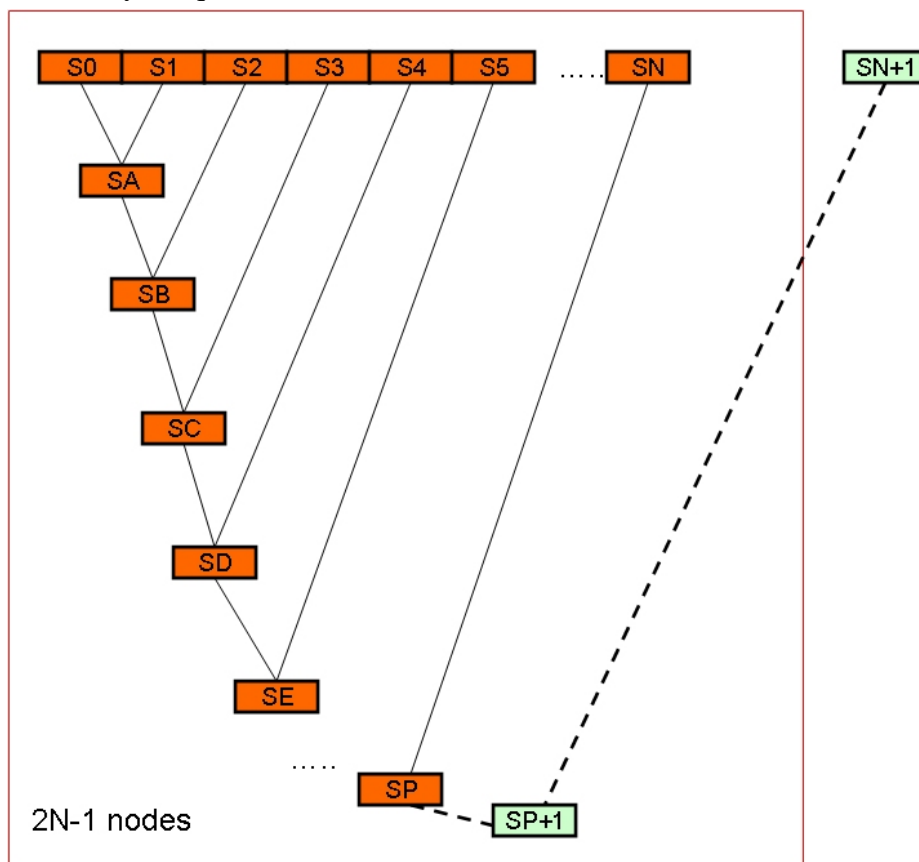 S0 S1 S2 S3 S4 S5 ..... SN SN+1
SA
SB
SC
SD
SE
.....
SP
SP+1
2N-1 nodes